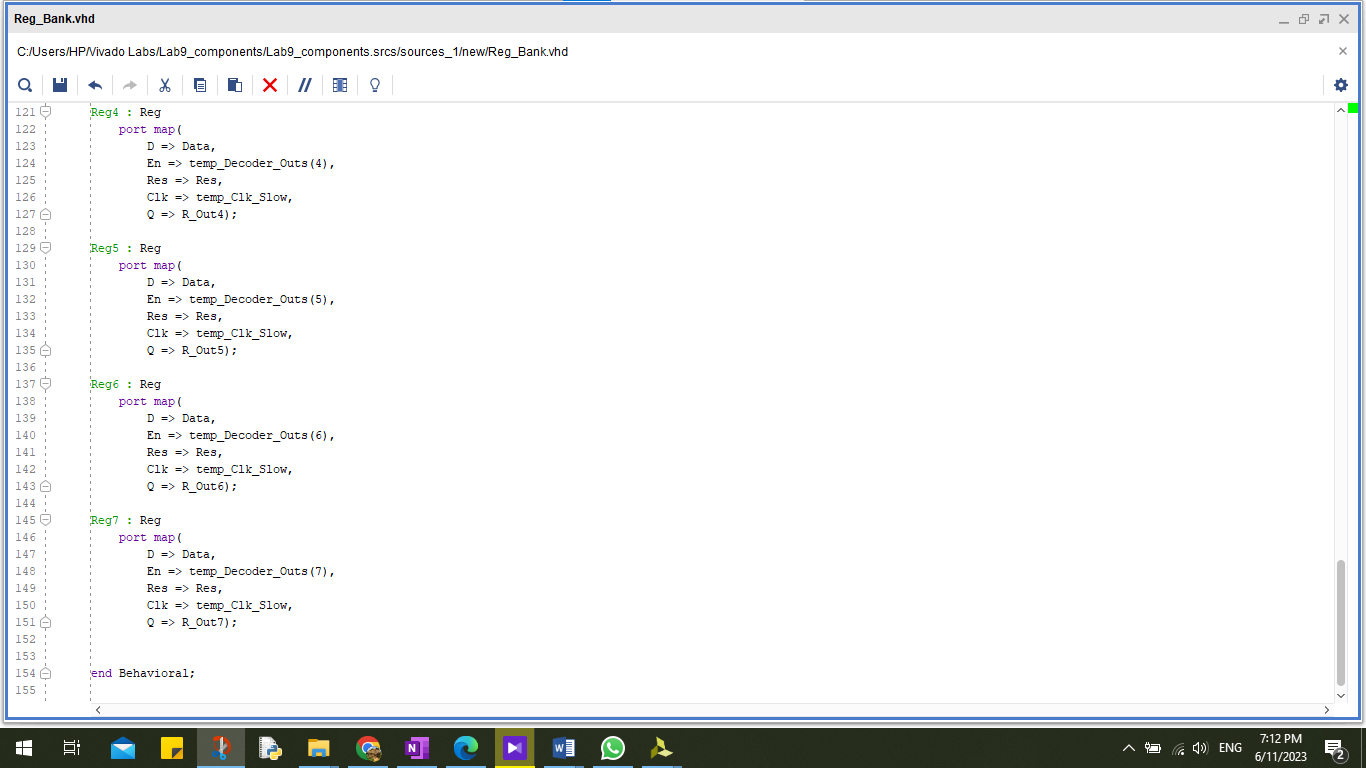 Reg_Bank.vhd
C:/Users/HP/Vivado Labs/Lab9_components/Lab9_components.srcs/sources_1/new/Reg_Bank.vhd
121 Reg4 : Reg
122     port map(
123         D => Data,
124         En => temp_Decoder_Outs(4),
125         Res => Res,
126         Clk => temp_Clk_Slow,
127         Q => R_Out4);
128
129 Reg5 : Reg
130     port map(
131         D => Data,
132         En => temp_Decoder_Outs(5),
133         Res => Res,
134         Clk => temp_Clk_Slow,
135         Q => R_Out5);
136
137 Reg6 : Reg
138     port map(
139         D => Data,
140         En => temp_Decoder_Outs(6),
141         Res => Res,
142         Clk => temp_Clk_Slow,
143         Q => R_Out6);
144
145 Reg7 : Reg
146     port map(
147         D => Data,
148         En => temp_Decoder_Outs(7),
149         Res => Res,
150         Clk => temp_Clk_Slow,
151         Q => R_Out7);
152
153
154 end Behavioral;
155
N
W
ENG
7:12 PM
6/11/2023
2